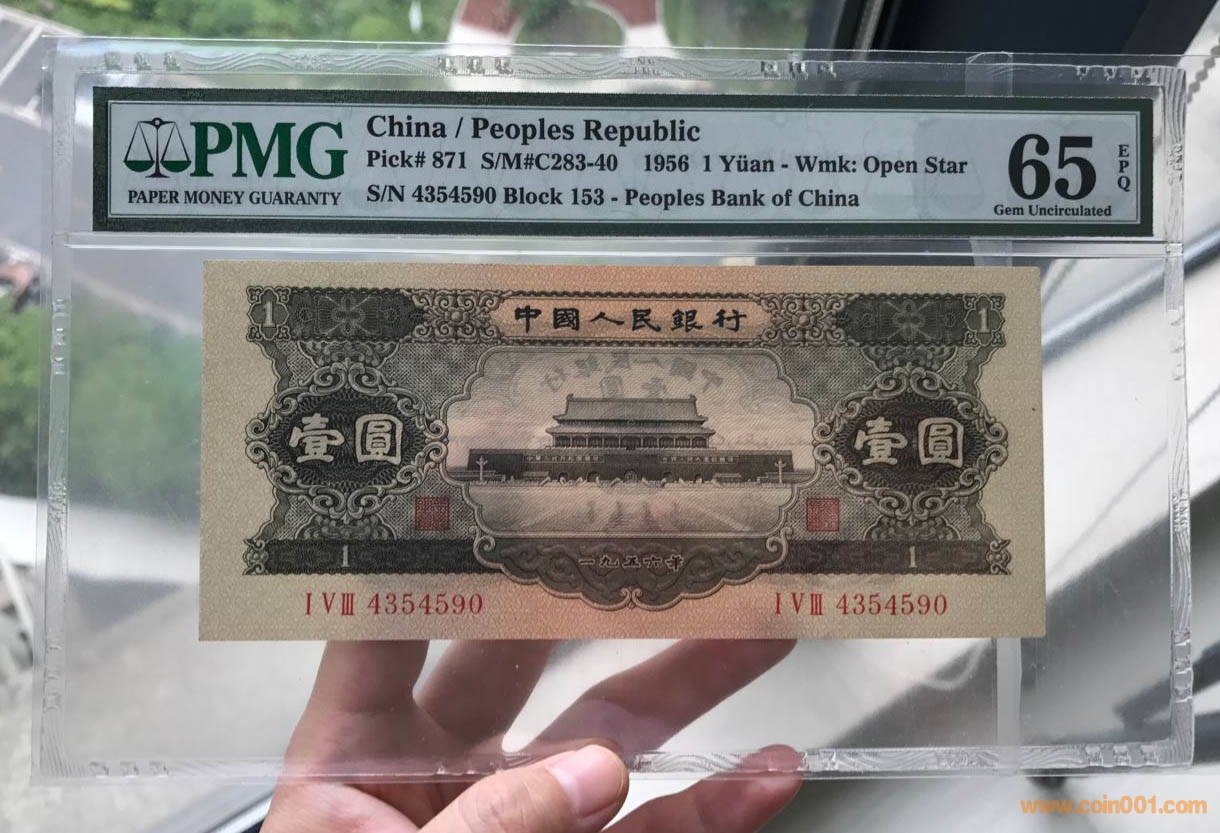 PMG
PAPER MONEY GUARANTY
China / Peoples Republic
Pick# 871 S/M#C283-40 1956 1 Yüan - Wmk: Open Star
S/N 4354590 Block 153 - Peoples Bank of China
65
EPQ
Gem Uncirculated
1 中國人民銀行 1
壹圓 壹圓
1 一九五六年 1
I V III 4354590 I V III 4354590
www.coin001.com